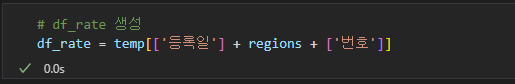 # df_rate 생성
df_rate = temp[['등록일'] + regions + ['번호']]
0.0s